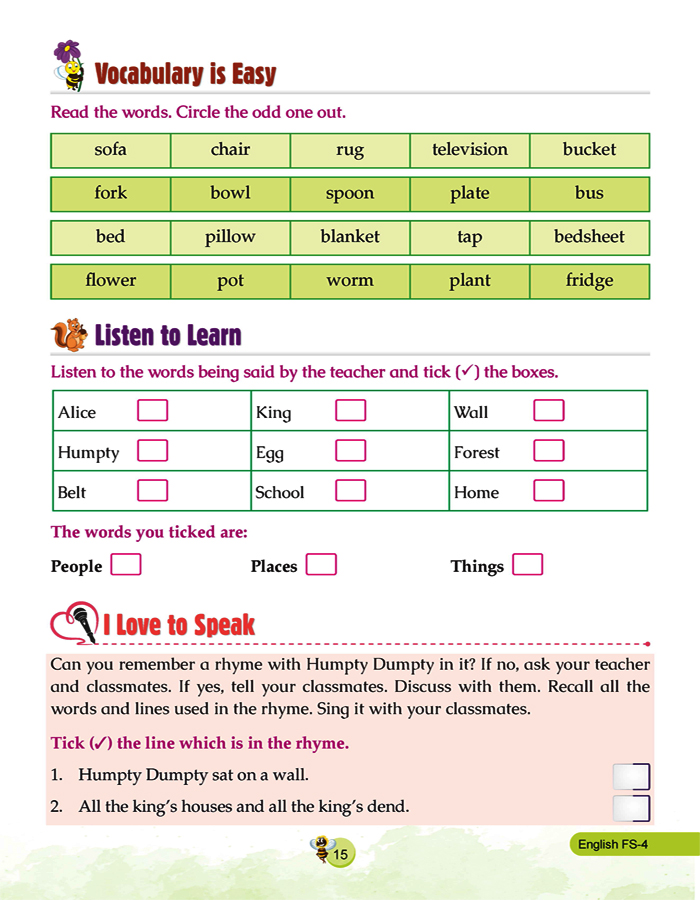 Vocabulary is Easy
Read the words. Circle the odd one out.
sofa chair rug television bucket
fork bowl spoon plate bus
bed pillow blanket tap bedsheet
flower pot worm plant fridge
Listen to Learn
Listen to the words being said by the teacher and tick (✓) the boxes.
Alice King Wall
Humpty Egg Forest
Belt School Home
The words you ticked are:
People Places Things
I Love to Speak
Can you remember a rhyme with Humpty Dumpty in it? If no, ask your teacher
and classmates. If yes, tell your classmates. Discuss with them. Recall all the
words and lines used in the rhyme. Sing it with your classmates.
Tick (✓) the line which is in the rhyme.
1. Humpty Dumpty sat on a wall.
2. All the king's houses and all the king's dend.
English FS-4
15